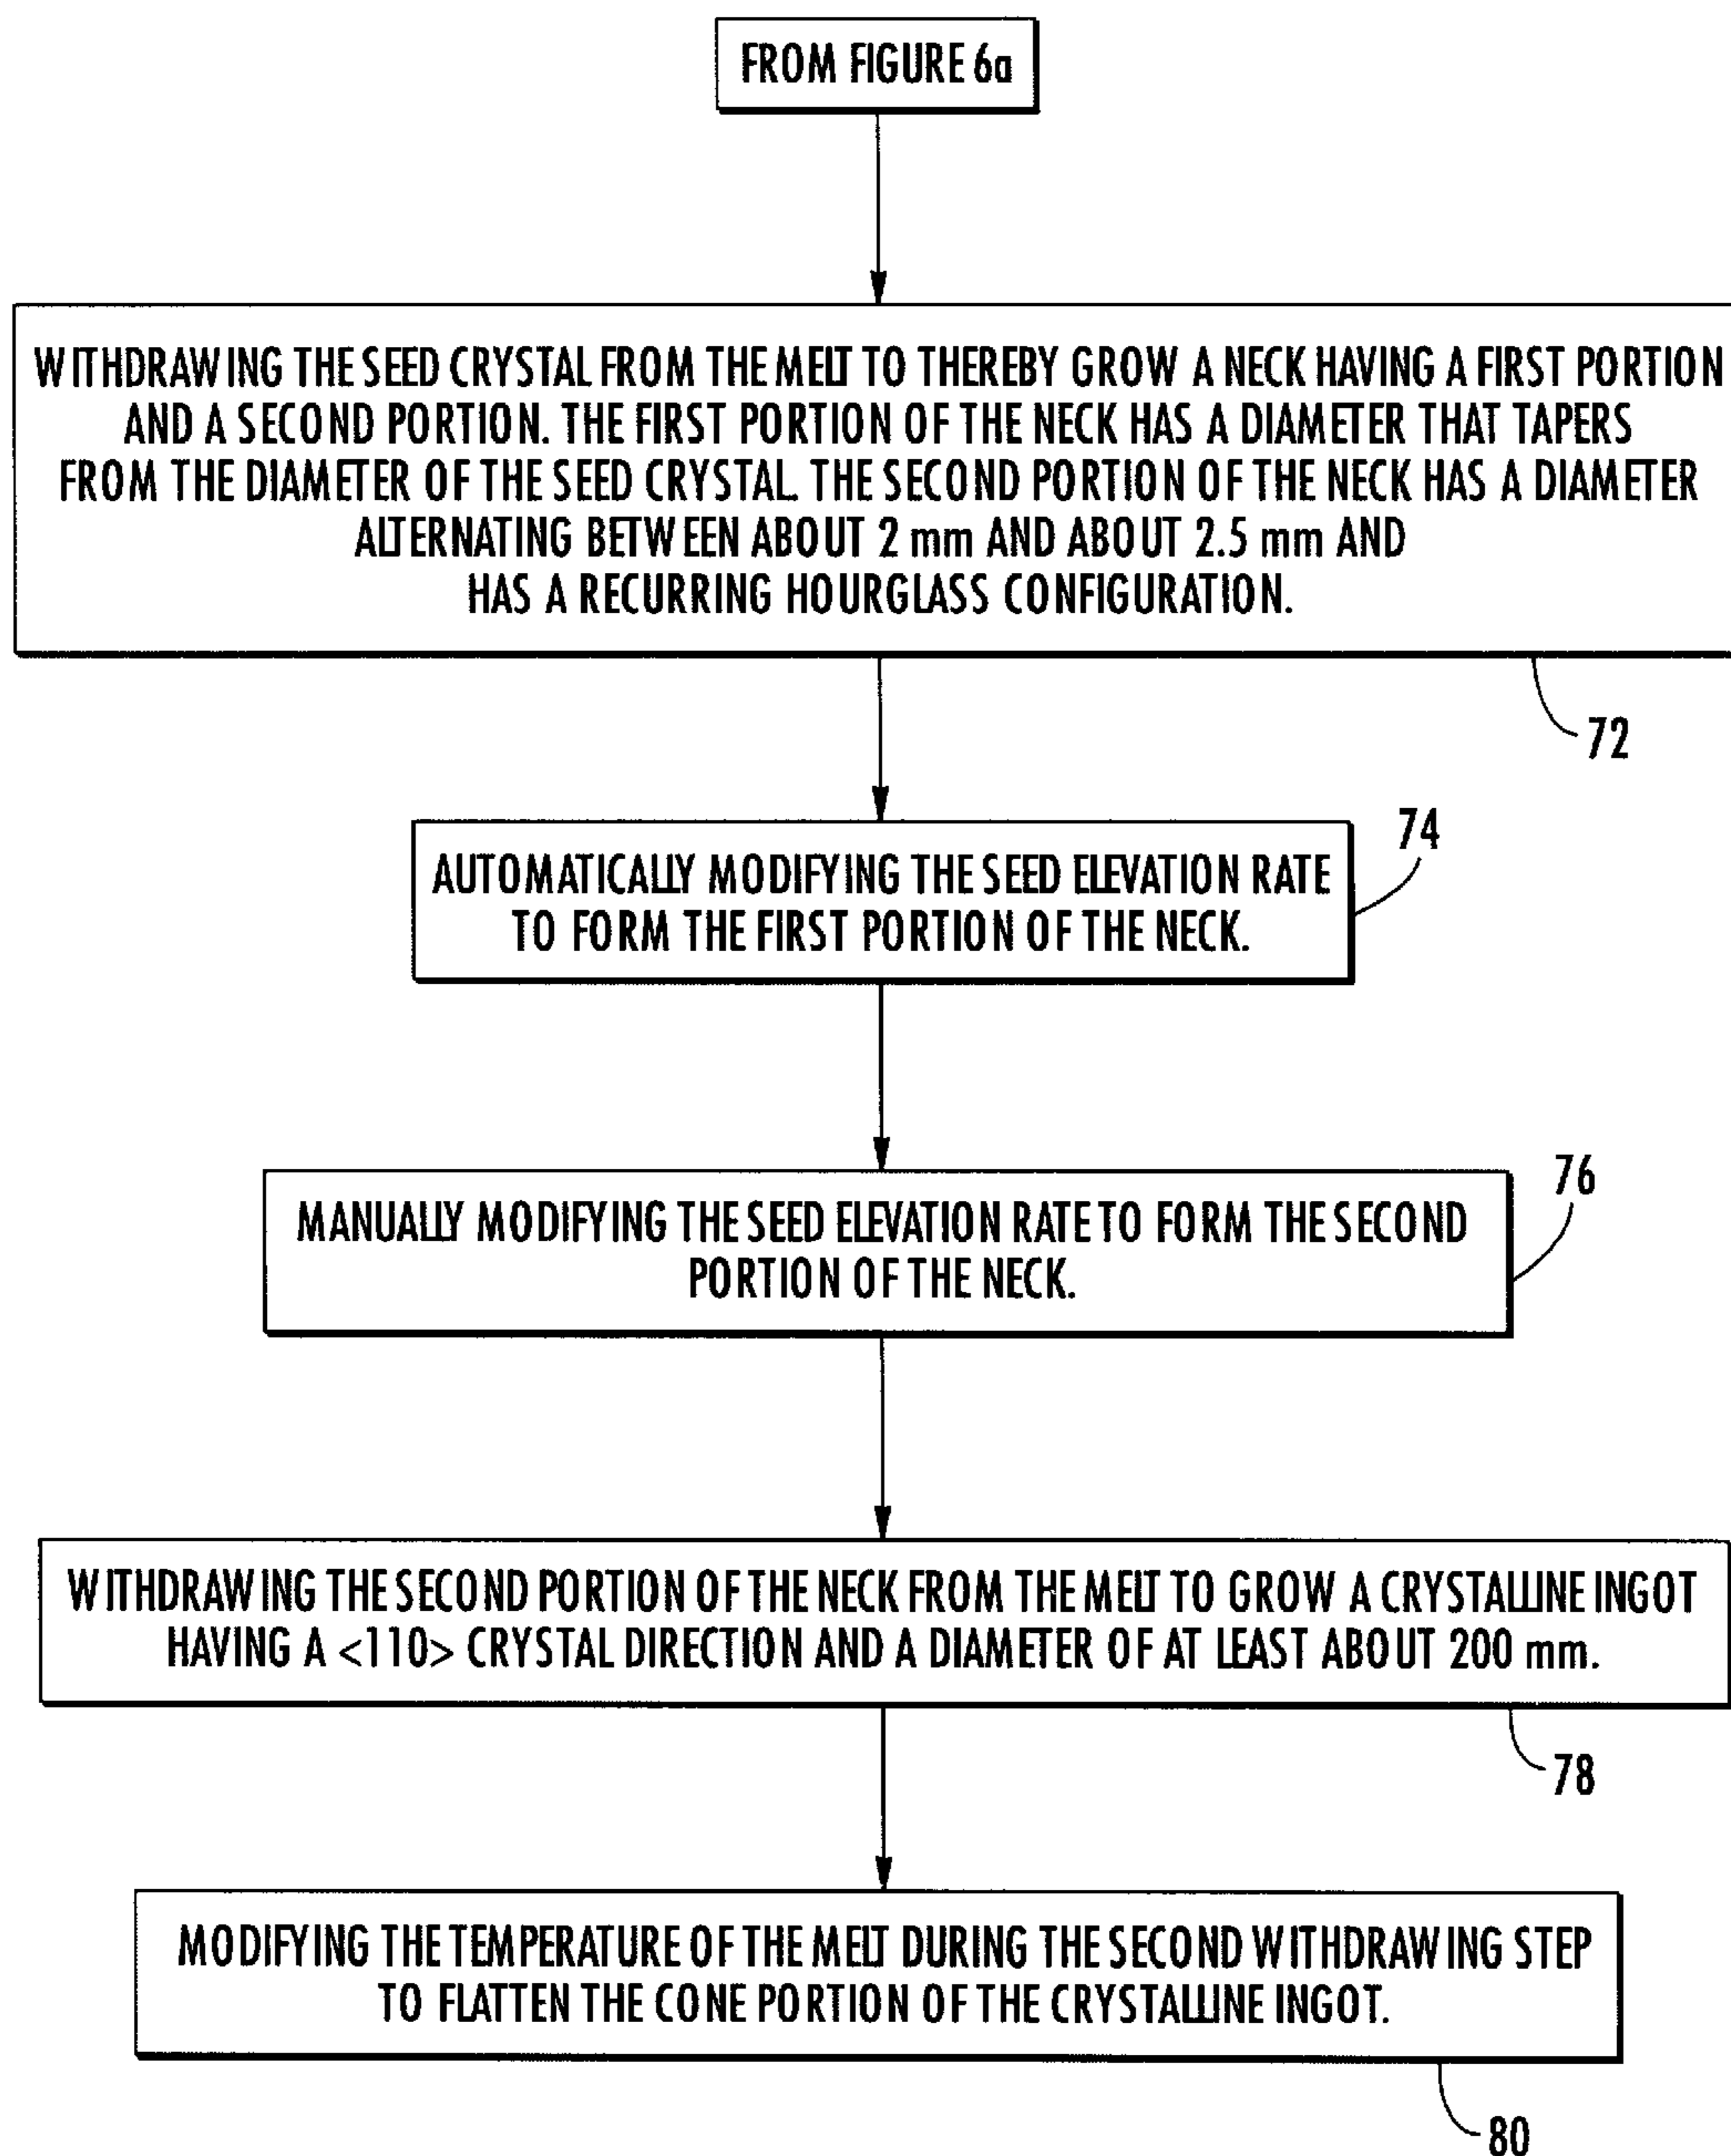 FROM FIGURE 6a
WITHDRAWING THE SEED CRYSTAL FROM THE MELT TO THEREBY GROW A NECK HAVING A FIRST PORTION
AND A SECOND PORTION. THE FIRST PORTION OF THE NECK HAS A DIAMETER THAT TAPERS
FROM THE DIAMETER OF THE SEED CRYSTAL. THE SECOND PORTION OF THE NECK HAS A DIAMETER
ALTERNATING BETWEEN ABOUT 2 mm AND ABOUT 2.5 mm AND
HAS A RECURRING HOURGLASS CONFIGURATION.
72
74
AUTOMATICALLY MODIFYING THE SEED ELEVATION RATE
TO FORM THE FIRST PORTION OF THE NECK.
76
MANUALLY MODIFYING THE SEED ELEVATION RATE TO FORM THE SECOND
PORTION OF THE NECK.
WITHDRAWING THE SECOND PORTION OF THE NECK FROM THE MELT TO GROW A CRYSTALLINE INGOT
HAVING A <110> CRYSTAL DIRECTION AND A DIAMETER OF AT LEAST ABOUT 200 mm.
78
MODIFYING THE TEMPERATURE OF THE MELT DURING THE SECOND WITHDRAWING STEP
TO FLATTEN THE CONE PORTION OF THE CRYSTALLINE INGOT.
80